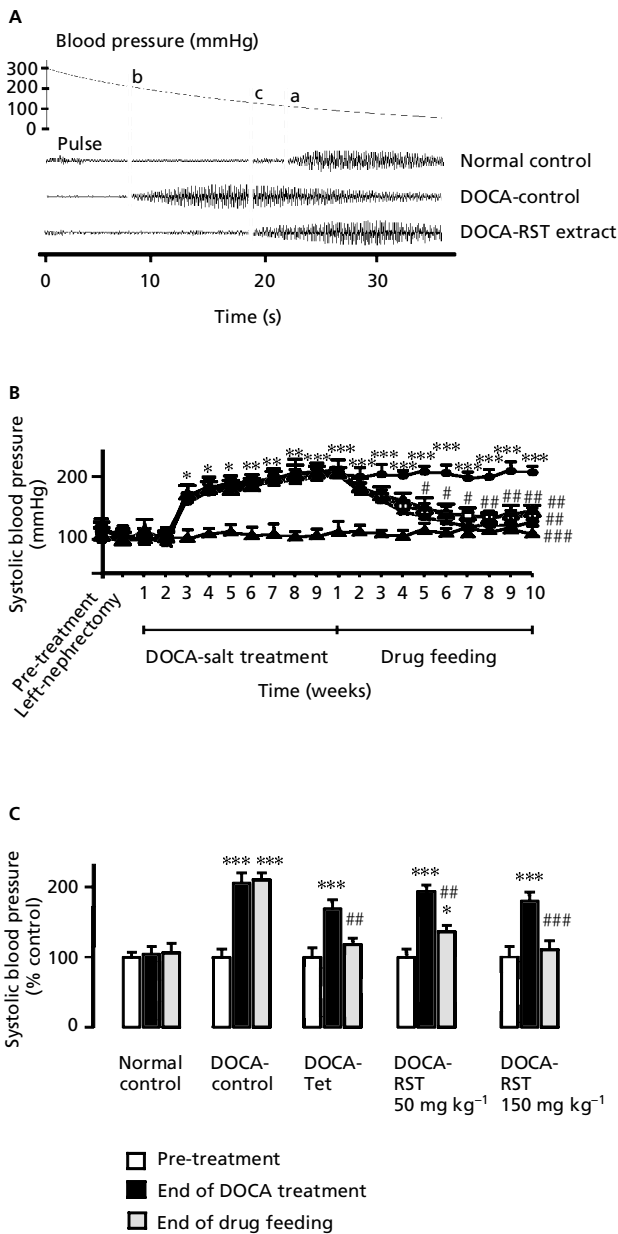 A
Blood pressure (mmHg)
300
200
100
0
b
c
a
Pulse
Normal control
DOCA-control
DOCA-RST extract
0 10 20 30
Time (s)
B
Systolic blood pressure
(mmHg)
200
100
* * * ** ** ** *** *** *** *** *** *** *** *** *** *** ***
# # # ## ## ## ##
##
###
Pre-treatment
Left-nephrectomy
1 2 3 4 5 6 7 8 9 1 2 3 4 5 6 7 8 9 10
DOCA-salt treatment Drug feeding
Time (weeks)
C
Systolic blood pressure
(% control)
200
100
0
*** *** *** ## *** ## * *** ###
Normal DOCA- DOCA- DOCA- DOCA-
control control Tet RST RST
50 mg kg⁻¹ 150 mg kg⁻¹
Pre-treatment
End of DOCA treatment
End of drug feeding